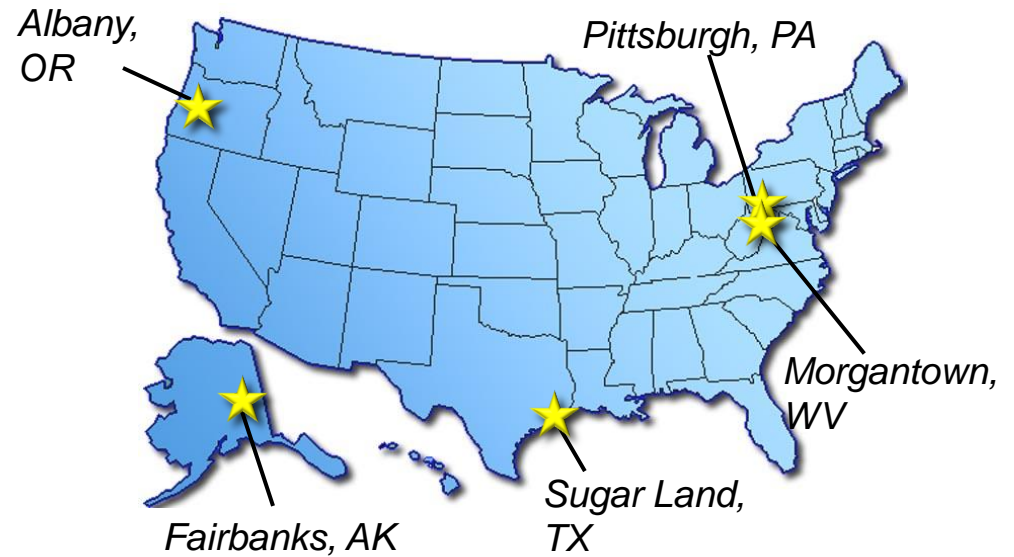 Albany,
OR
Pittsburgh, PA
Morgantown,
WV
Sugar Land,
TX
Fairbanks, AK